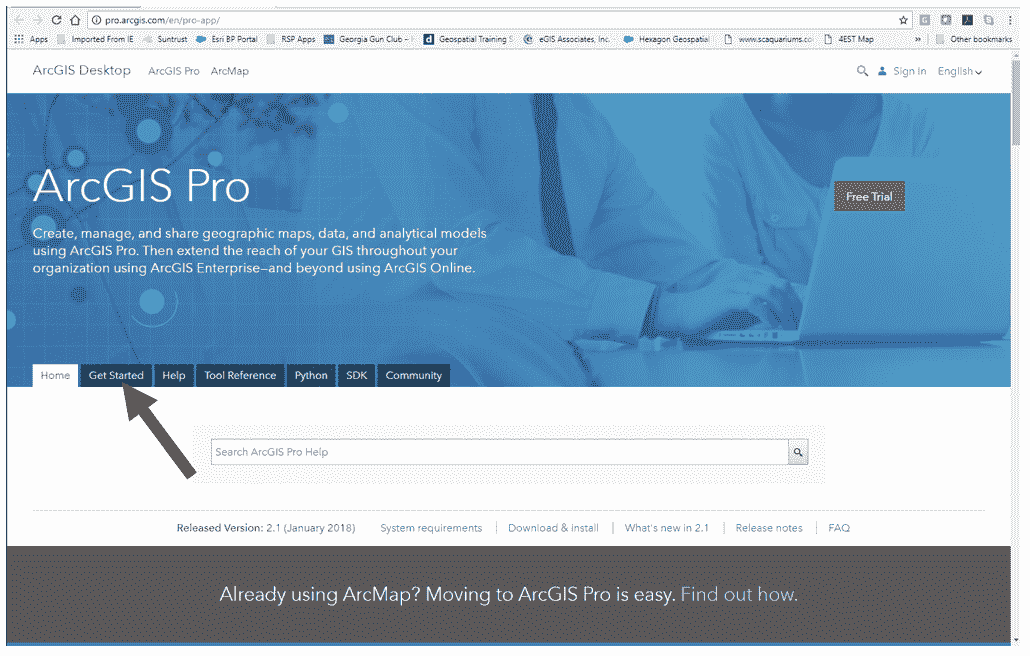 pro.arcgis.com/en/pro-app/
Apps Imported From IE Suntrust Esri BP Portal RSP Apps Georgia Gun Club - Geospatial Training eGIS Associates, Inc. Hexagon Geospatial www.scaquariums.co 4EST Map » Other bookmarks
ArcGIS Desktop ArcGIS Pro ArcMap Sign In English
ArcGIS Pro
Free Trial
Create, manage, and share geographic maps, data, and analytical models
using ArcGIS Pro. Then extend the reach of your GIS throughout your
organization using ArcGIS Enterprise—and beyond using ArcGIS Online.
Home Get Started Help Tool Reference Python SDK Community
Search ArcGIS Pro Help
Released Version: 2.1 (January 2018) System requirements Download & install What's new in 2.1 Release notes FAQ
Already using ArcMap? Moving to ArcGIS Pro is easy. Find out how.